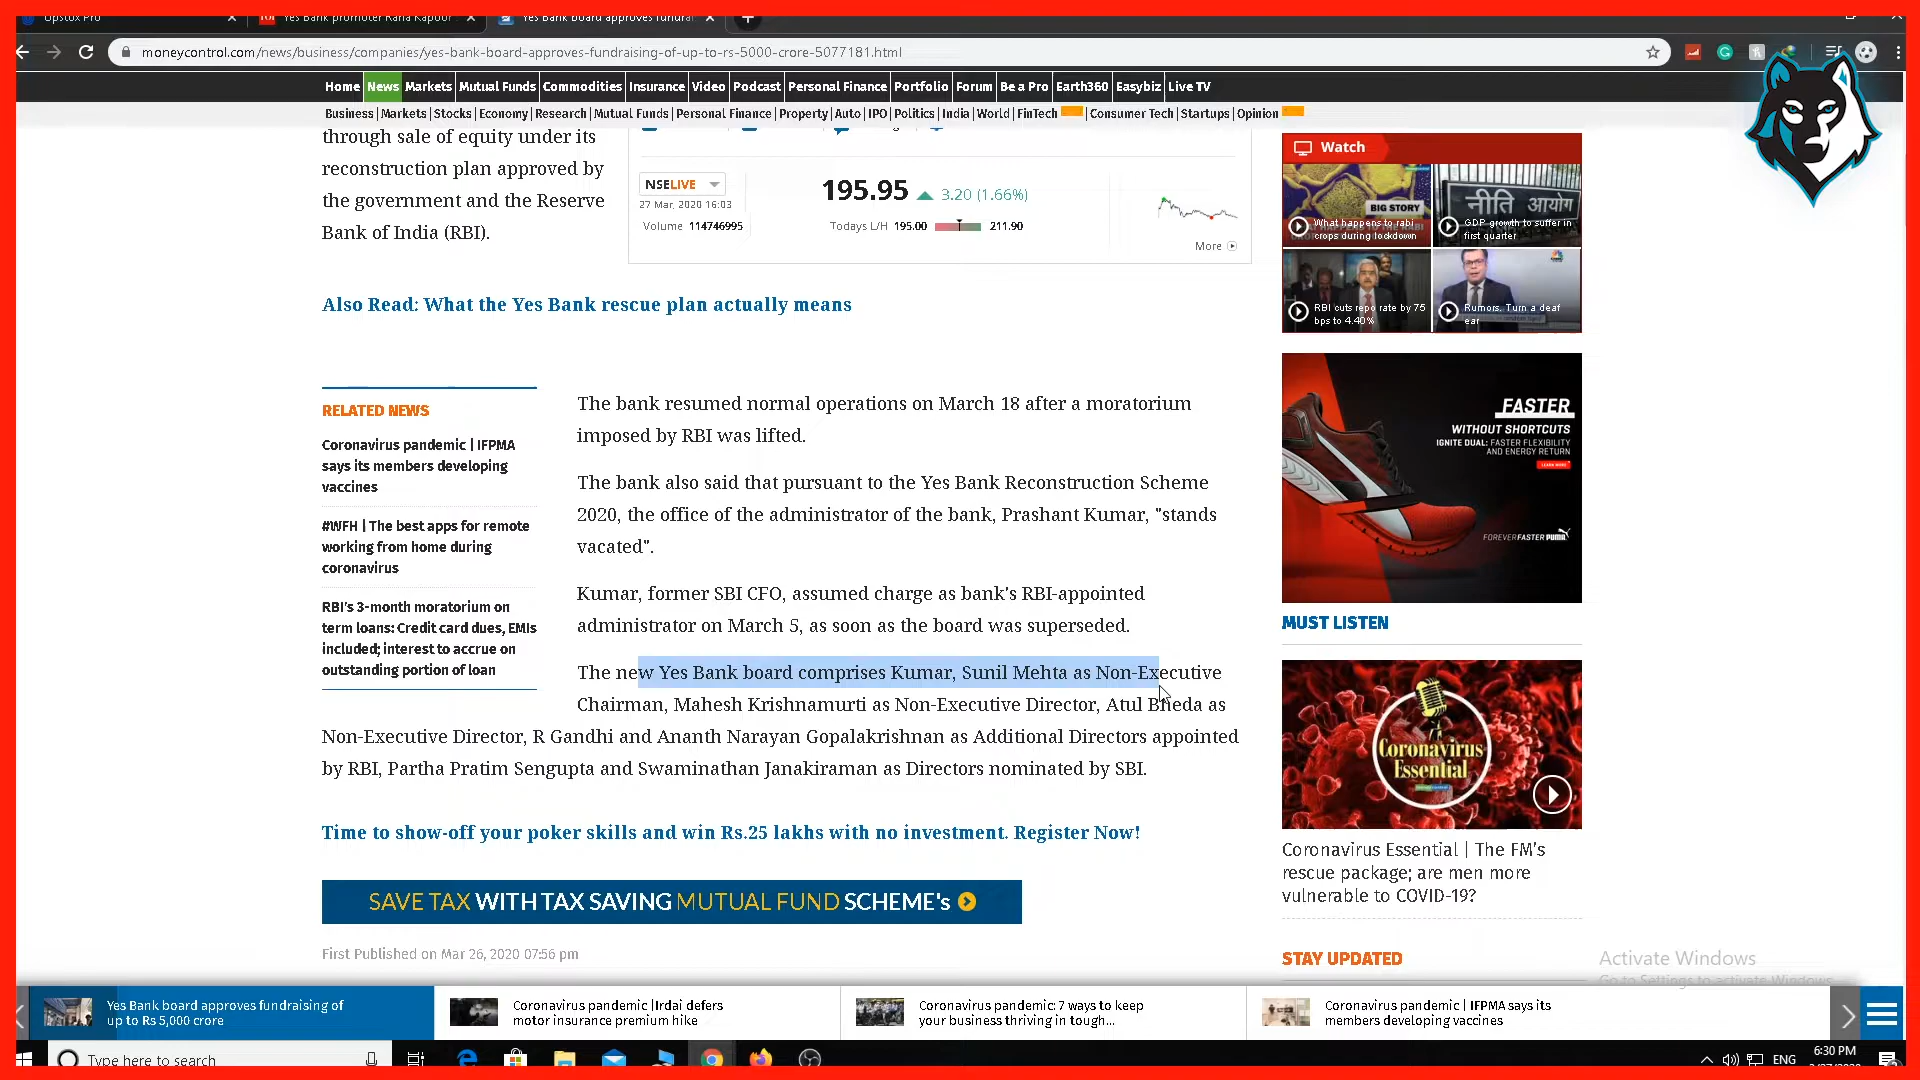 Upstox Pro
Yes Bank promoter Rana Kapoor
Yes Bank board approves fundrai
moneycontrol.com/news/business/companies/yes-bank-board-approves-fundraising-of-up-to-rs-5000-crore-5077181.html
Home News Markets Mutual Funds Commodities Insurance Video Podcast Personal Finance Portfolio Forum Be a Pro Earth360 Easybiz Live TV
Business | Markets | Stocks | Economy | Research | Mutual Funds | Personal Finance | Property | Auto | IPO | Politics | India | World | FinTech | Consumer Tech | Startups | Opinion
through sale of equity under its
reconstruction plan approved by
the government and the Reserve
Bank of India (RBI).
NSELIVE
27 Mar, 2020 16:03
195.95 3.20 (1.66%)
Volume 114746995
Todays L/H 195.00 211.90
More
Also Read: What the Yes Bank rescue plan actually means
RELATED NEWS
Coronavirus pandemic | IFPMA
says its members developing
vaccines
#WFH | The best apps for remote
working from home during
coronavirus
RBI's 3-month moratorium on
term loans: Credit card dues, EMIs
included; interest to accrue on
outstanding portion of loan
The bank resumed normal operations on March 18 after a moratorium
imposed by RBI was lifted.
The bank also said that pursuant to the Yes Bank Reconstruction Scheme
2020, the office of the administrator of the bank, Prashant Kumar, "stands
vacated".
Kumar, former SBI CFO, assumed charge as bank's RBI-appointed
administrator on March 5, as soon as the board was superseded.
The new Yes Bank board comprises Kumar, Sunil Mehta as Non-Executive
Chairman, Mahesh Krishnamurti as Non-Executive Director, Atul Bheda as
Non-Executive Director, R Gandhi and Ananth Narayan Gopalakrishnan as Additional Directors appointed
by RBI, Partha Pratim Sengupta and Swaminathan Janakiraman as Directors nominated by SBI.
Time to show-off your poker skills and win Rs.25 lakhs with no investment. Register Now!
SAVE TAX WITH TAX SAVING MUTUAL FUND SCHEME's
First Published on Mar 26, 2020 07:56 pm
Watch
BIG STORY
What happens to rabi
crops during lockdown
नीति आयोग
GDP growth to suffer in
first quarter
RBI cuts repo rate by 75
bps to 4.40%
Rumors. Turn a deaf
ear
FASTER
WITHOUT SHORTCUTS
IGNITE DUAL: FASTER FLEXIBILITY
AND ENERGY RETURN
LEARN MORE
FOREVER FASTER PUMA
MUST LISTEN
Coronavirus
Essential
Coronavirus Essential | The FM's
rescue package; are men more
vulnerable to COVID-19?
STAY UPDATED
Activate Windows
Go to Settings to activate Windows.
Yes Bank board approves fundraising of
up to Rs 5,000 crore
Coronavirus pandemic |Irdai defers
motor insurance premium hike
Coronavirus pandemic: 7 ways to keep
your business thriving in tough...
Coronavirus pandemic | IFPMA says its
members developing vaccines
Type here to search
ENG
6:30 PM